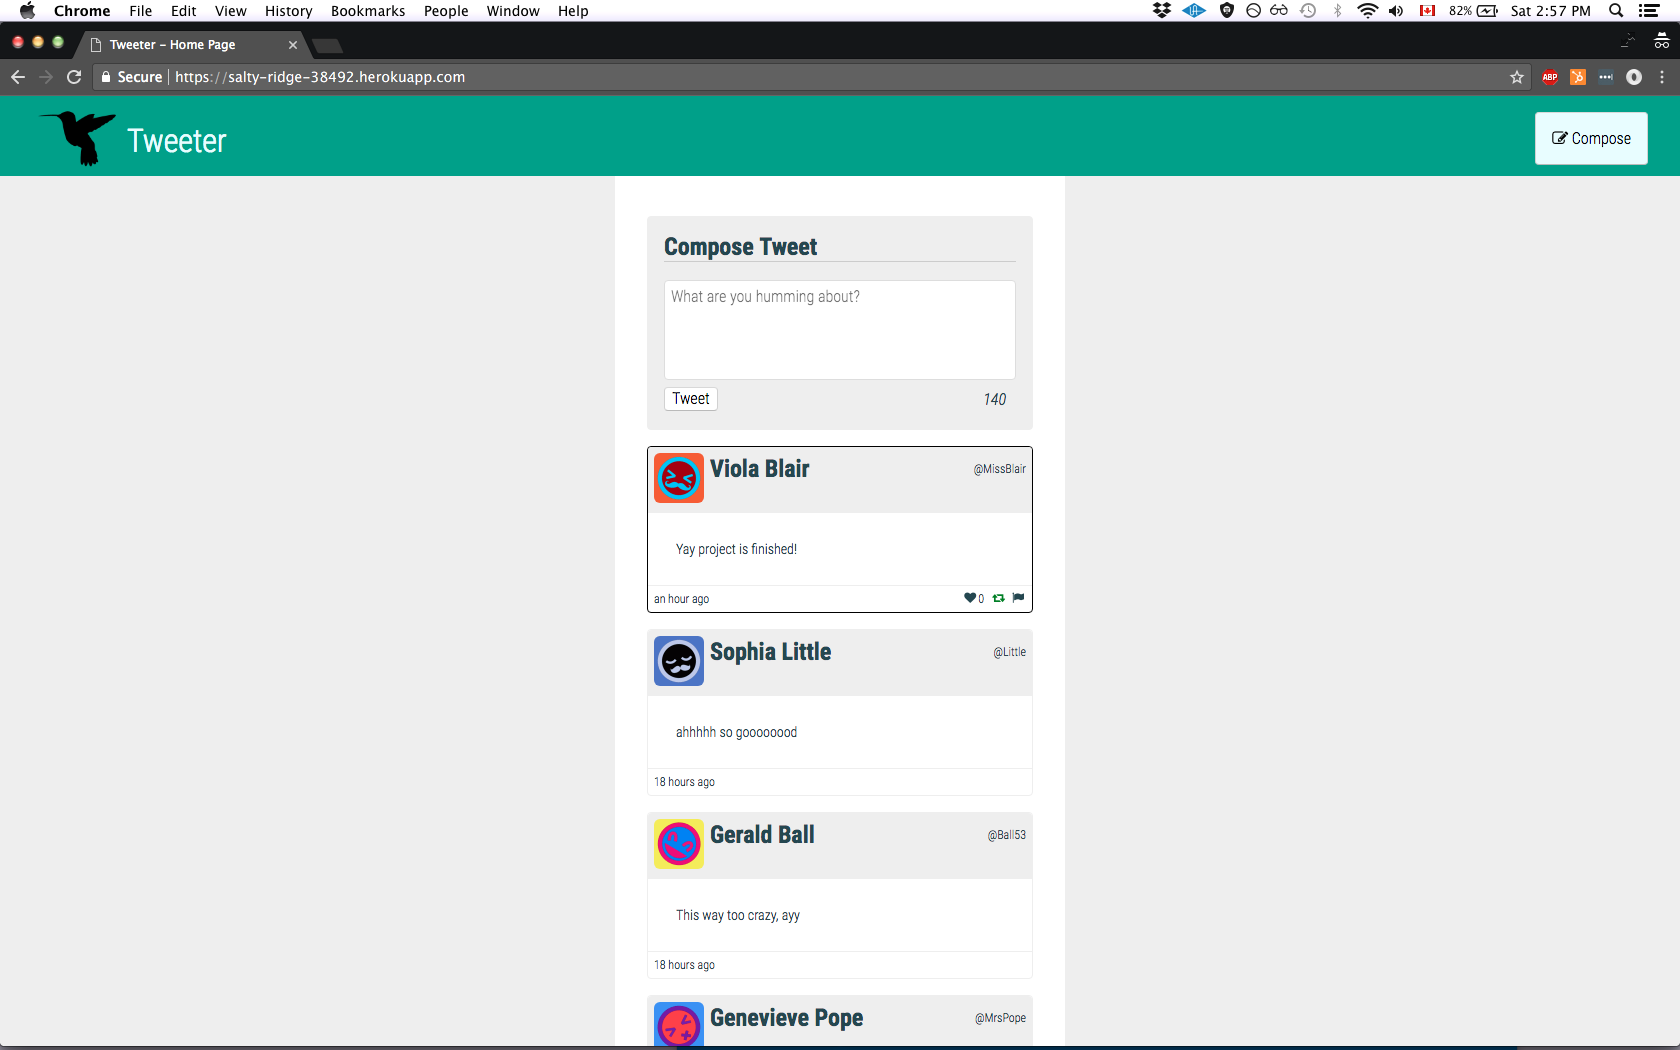 Chrome File Edit View History Bookmarks People Window Help 82% Sat 2:57 PM
Tweeter - Home Page
Secure https://salty-ridge-38492.herokuapp.com ABP
Tweeter
Compose
Compose Tweet
What are you humming about?
Tweet 140
Viola Blair @MissBlair
Yay project is finished!
an hour ago 0
Sophia Little @Little
ahhhhh so goooooood
18 hours ago
Gerald Ball @Ball53
This way too crazy, ayy
18 hours ago
Genevieve Pope @MrsPope